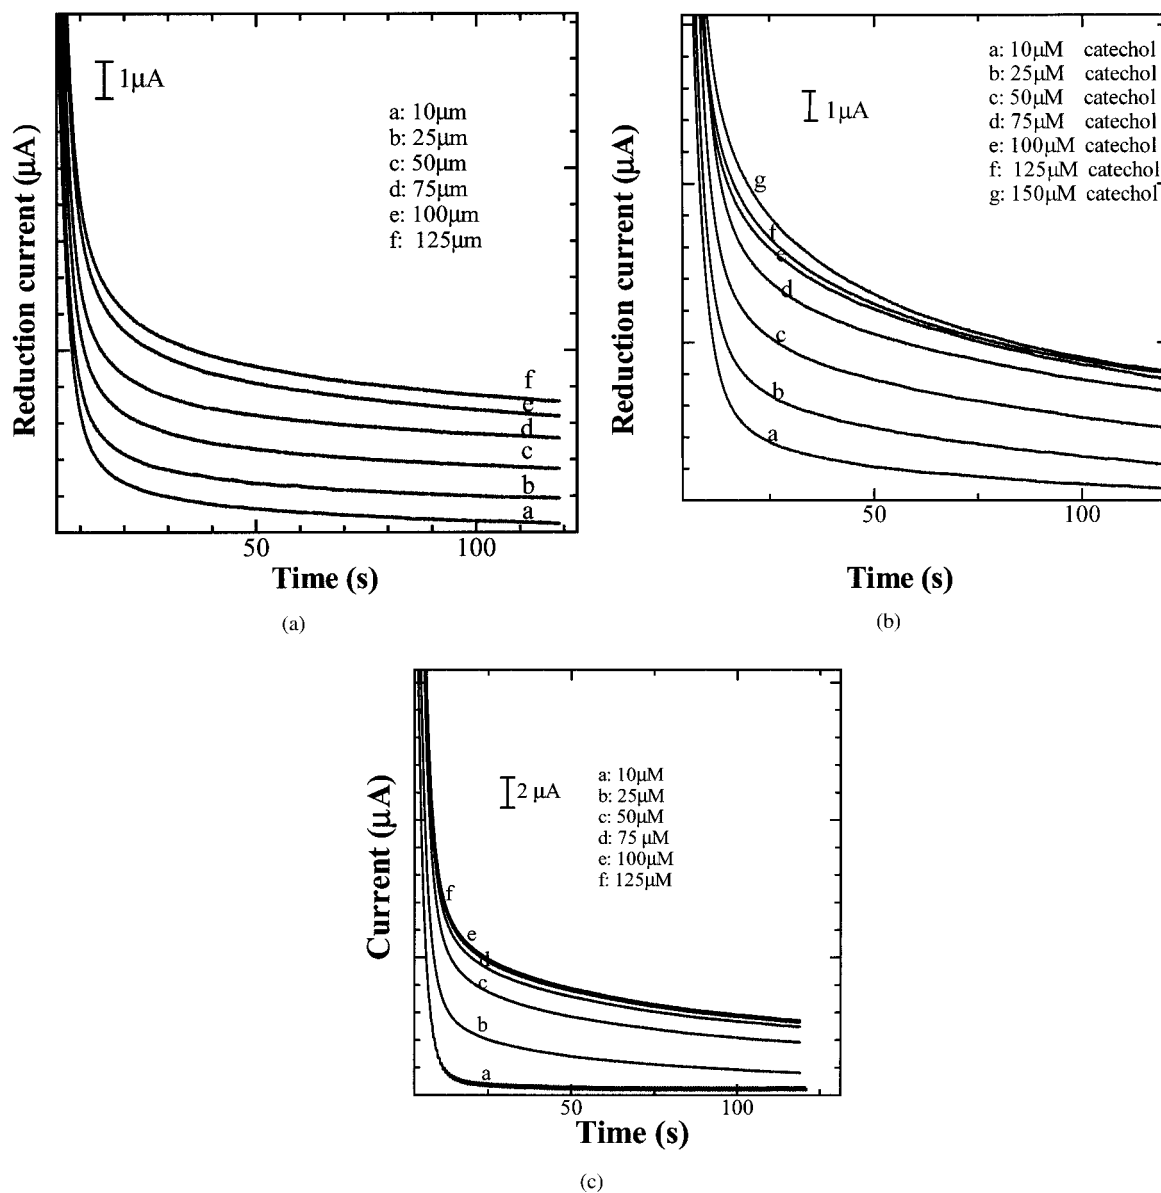 Reduction current (µA)
1µA
a: 10µm
b: 25µm
c: 50µm
d: 75µm
e: 100µm
f: 125µm
f
e
d
c
b
a
50 100
Time (s)
(a)
Reduction current (µA)
1µA
a: 10µM catechol
b: 25µM catechol
c: 50µM catechol
d: 75µM catechol
e: 100µM catechol
f: 125µM catechol
g: 150µM catechol
g
f
e
d
c
b
a
50 100
Time (s)
(b)
Current (µA)
2 µA
a: 10µM
b: 25µM
c: 50µM
d: 75 µM
e: 100µM
f: 125µM
f
e
d
c
b
a
50 100
Time (s)
(c)